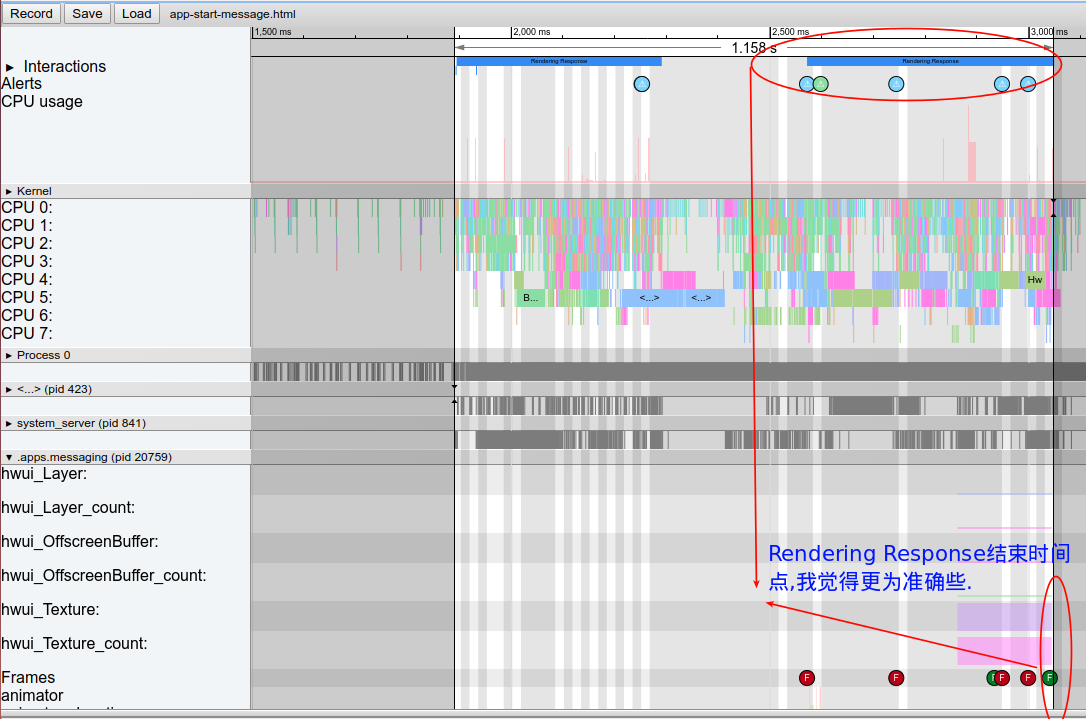 Record Save Load app-start-message.html
1,500 ms 2,000 ms 2,500 ms 3,000 ms
1.158 s
► Interactions
Rendering Response Rendering Response
Alerts
CPU usage
► Kernel
CPU 0:
CPU 1:
CPU 2:
CPU 3:
CPU 4: Hw
CPU 5: B... <...> <...>
CPU 6:
CPU 7:
► Process 0
► <...> (pid 423)
► system_server (pid 841)
▼ .apps.messaging (pid 20759)
hwui_Layer:
hwui_Layer_count:
hwui_OffscreenBuffer:
Rendering Response结束时间
点,我觉得更为准确些.
hwui_OffscreenBuffer_count:
hwui_Texture:
hwui_Texture_count:
Frames F F F F F F
animator